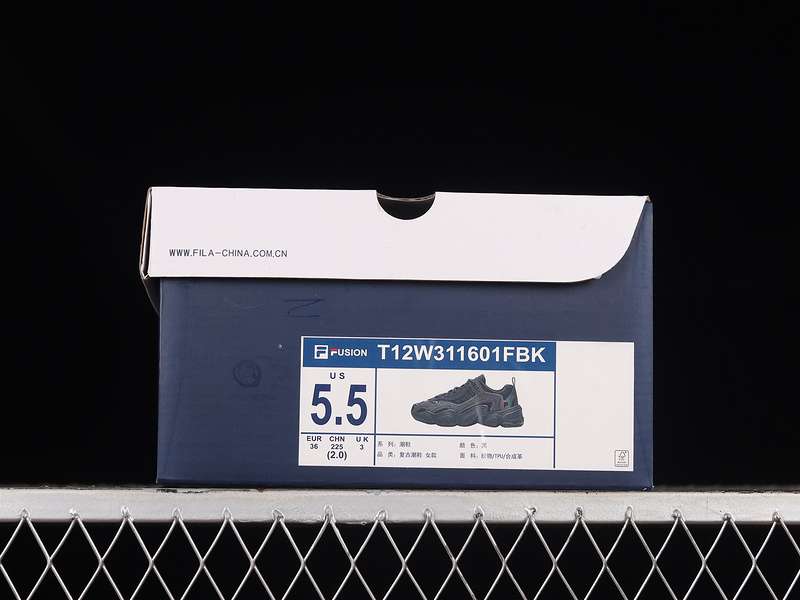 WWW.FILA-CHINA.COM.CN
FUSION T12W311601FBK
US
5.5
EUR CHN UK
36 225 3
(2.0)
系 列: 潮鞋 颜 色: 黑
品 类: 复古潮鞋 女鞋 面 料: 织物/TPU/合成革